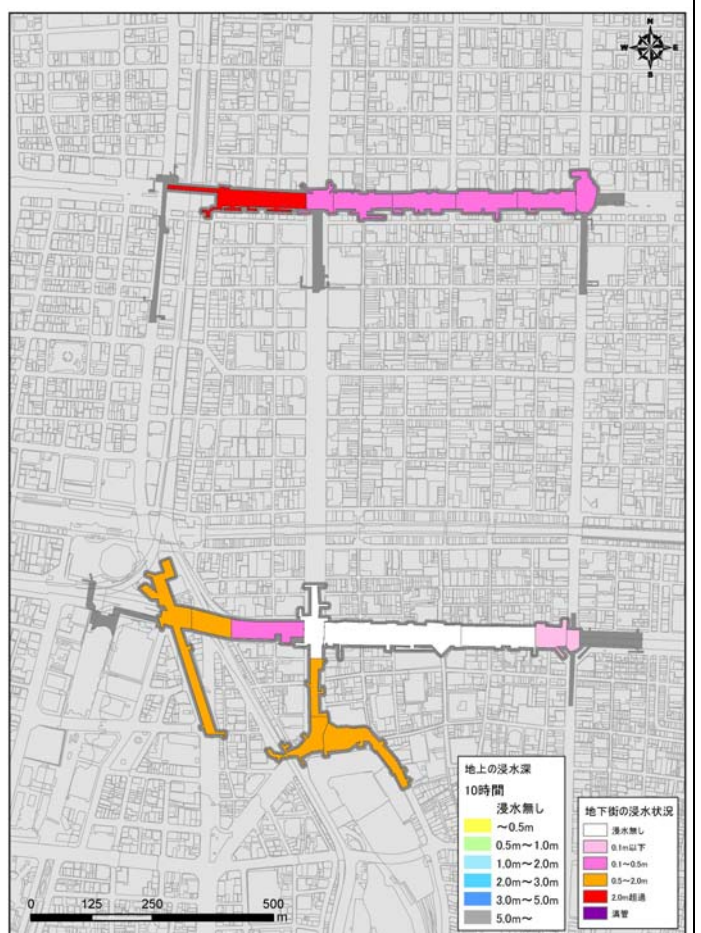 N
W E
S
地上の浸水深
10時間
浸水無し
～0.5m
0.5m～1.0m
1.0m～2.0m
2.0m～3.0m
3.0m～5.0m
5.0m～
地下街の浸水状況
浸水無し
0.1m以下
0.1～0.5m
0.5～2.0m
2.0m超過
満管
0 125 250 500
m